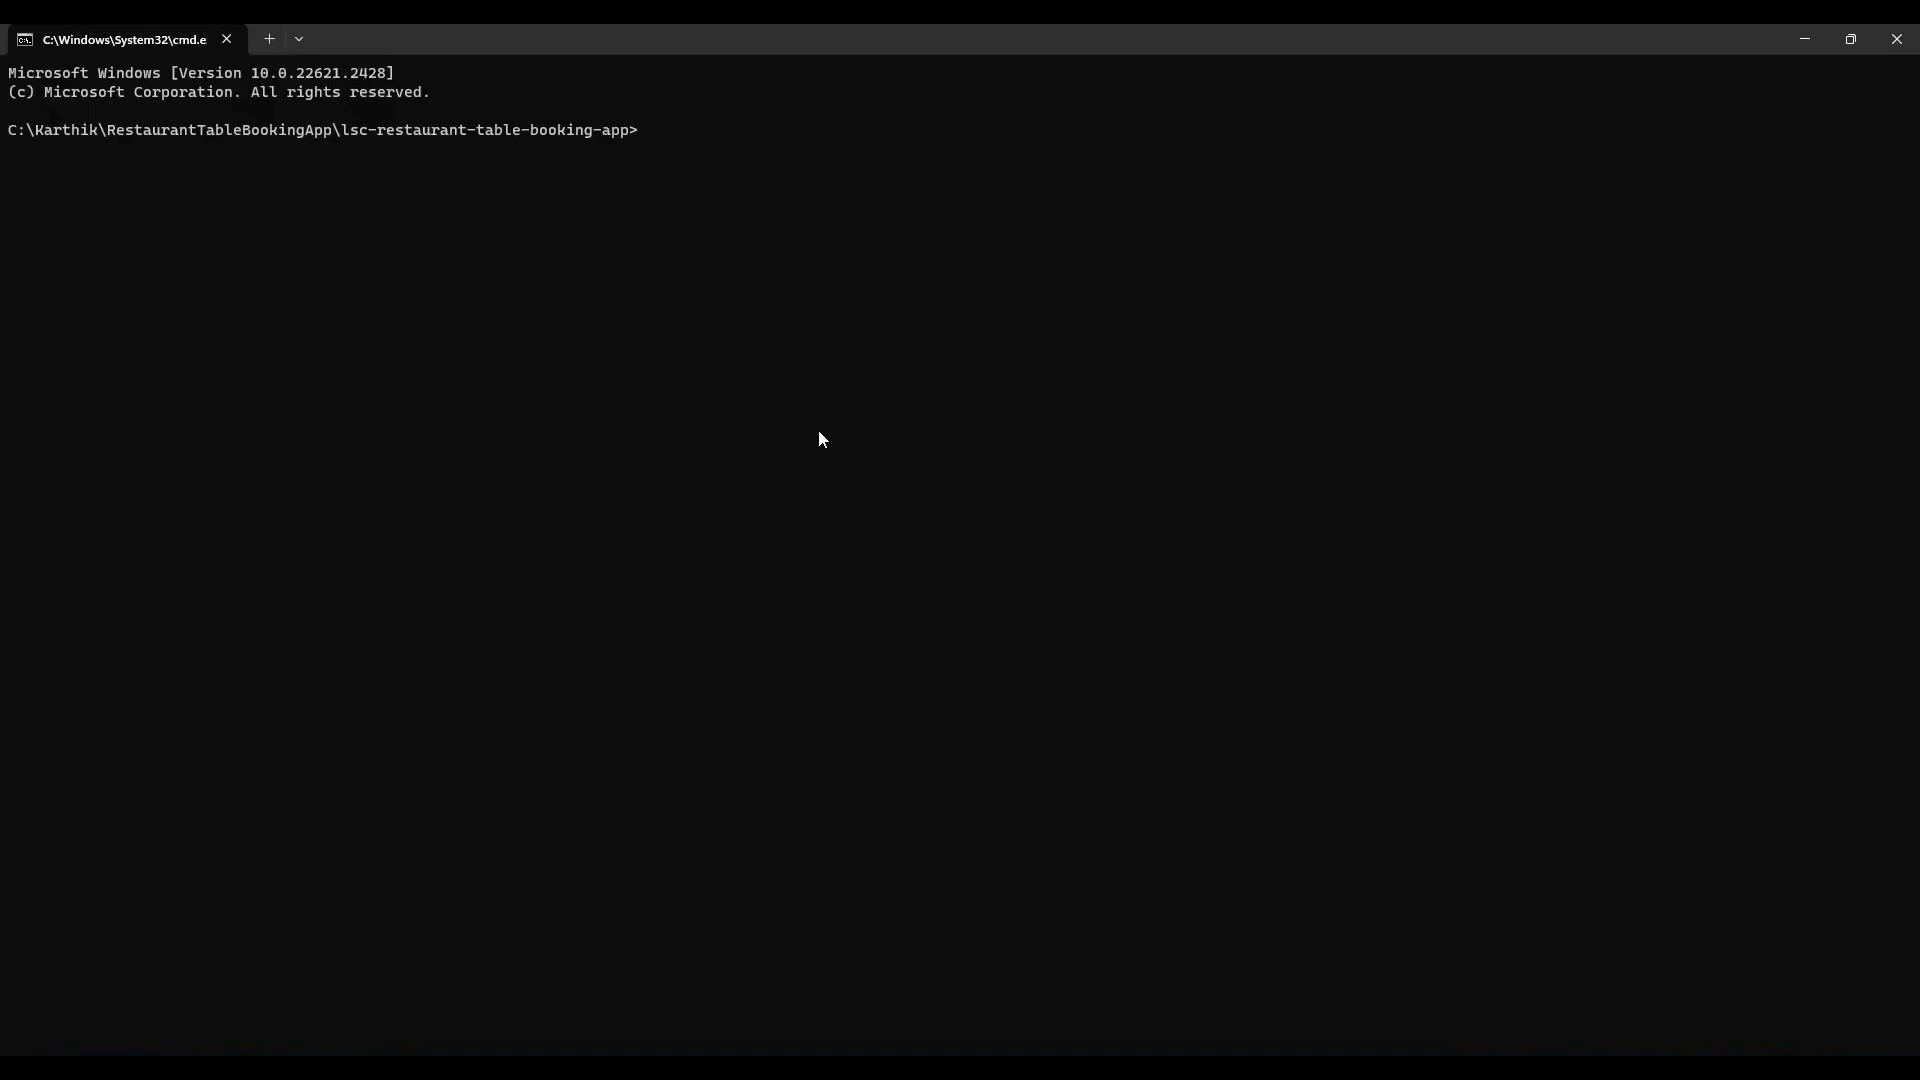 C:\Windows\System32\cmd.e
Microsoft Windows [Version 10.0.22621.2428]
(c) Microsoft Corporation. All rights reserved.
C:\Karthik\RestaurantTableBookingApp\lsc-restaurant-table-booking-app>